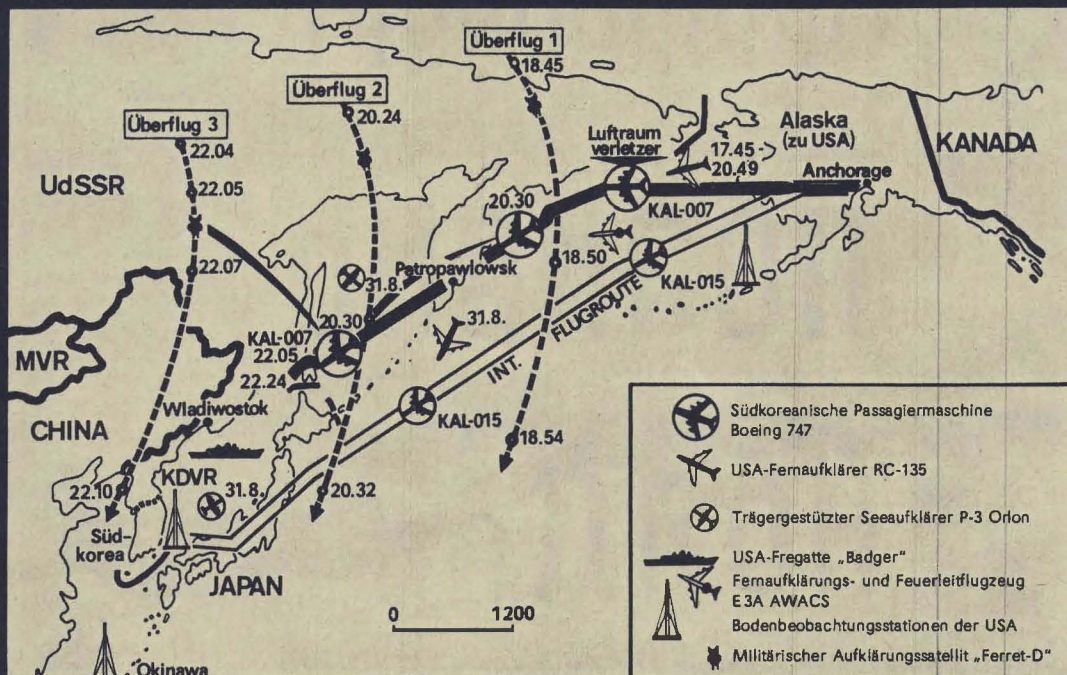 Überflug 1
18.45
Überflug 2
20.24
Überflug 3
22.04
UdSSR
22.05
22.07
Luftraum
verletzer
17.45-
20.49
Alaska
(zu USA)
KANADA
Anchorage
KAL-007
20.30
18.50
KAL-015
Petropawlowsk
31.8.
31.8.
INT. FLUGROUTE
20.30
KAL-007
22.05
22.24
MVR
Wladiwostok
CHINA
KAL-015
18.54
22.10
KDVR
31.8.
20.32
Süd-
korea
JAPAN
0 1200
Okinawa
Südkoreanische Passagiermaschine
Boeing 747
USA-Fernaufklärer RC-135
Trägergestützter Seeaufklärer P-3 Orion
USA-Fregatte „Badger"
Fernaufklärungs- und Feuerleitflugzeug
E3A AWACS
Bodenbeobachtungsstationen der USA
Militärischer Aufklärungssatellit „Ferret-D"